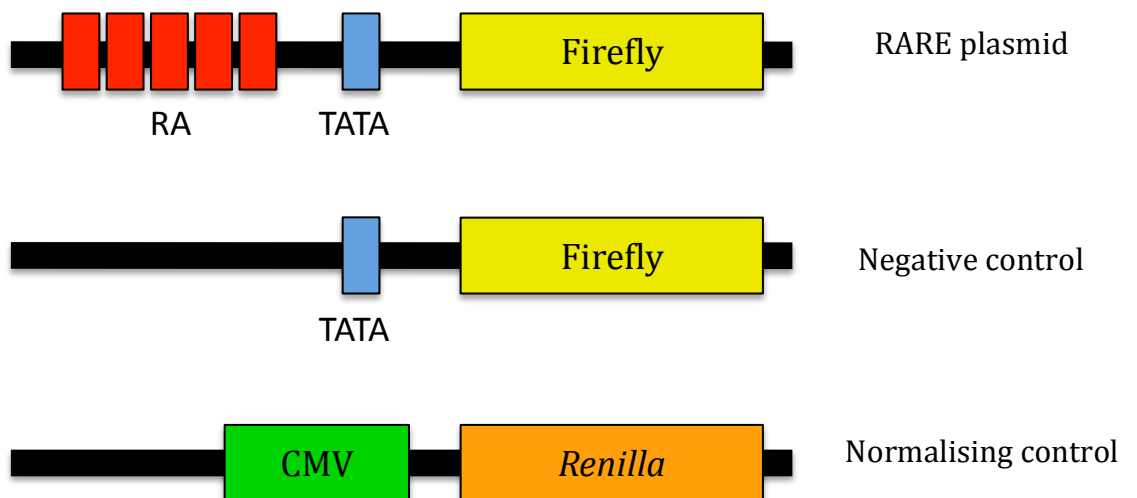 Firefly
RARE plasmid
RA
TATA
Firefly
Negative control
TATA
CMV
Renilla
Normalising control